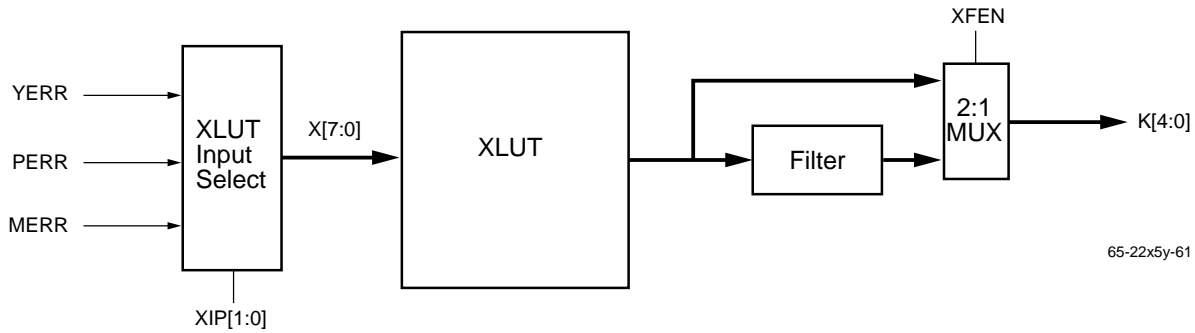 XFEN
YERR
PERR
MERR
XLUT
Input
Select
X[7:0]
XLUT
Filter
2:1
MUX
K[4:0]
XIP[1:0]
65-22x5y-61